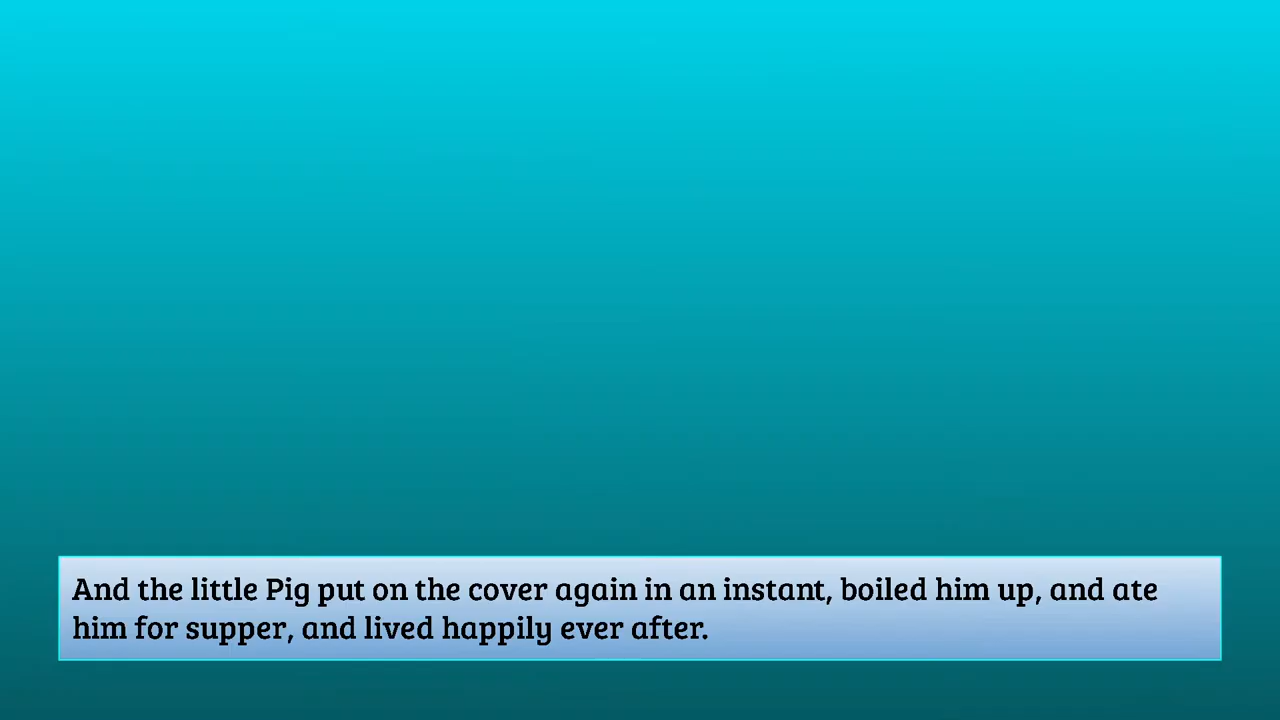 And the little Pig put on the cover again in an instant, boiled him up, and ate
him for supper, and lived happily ever after.